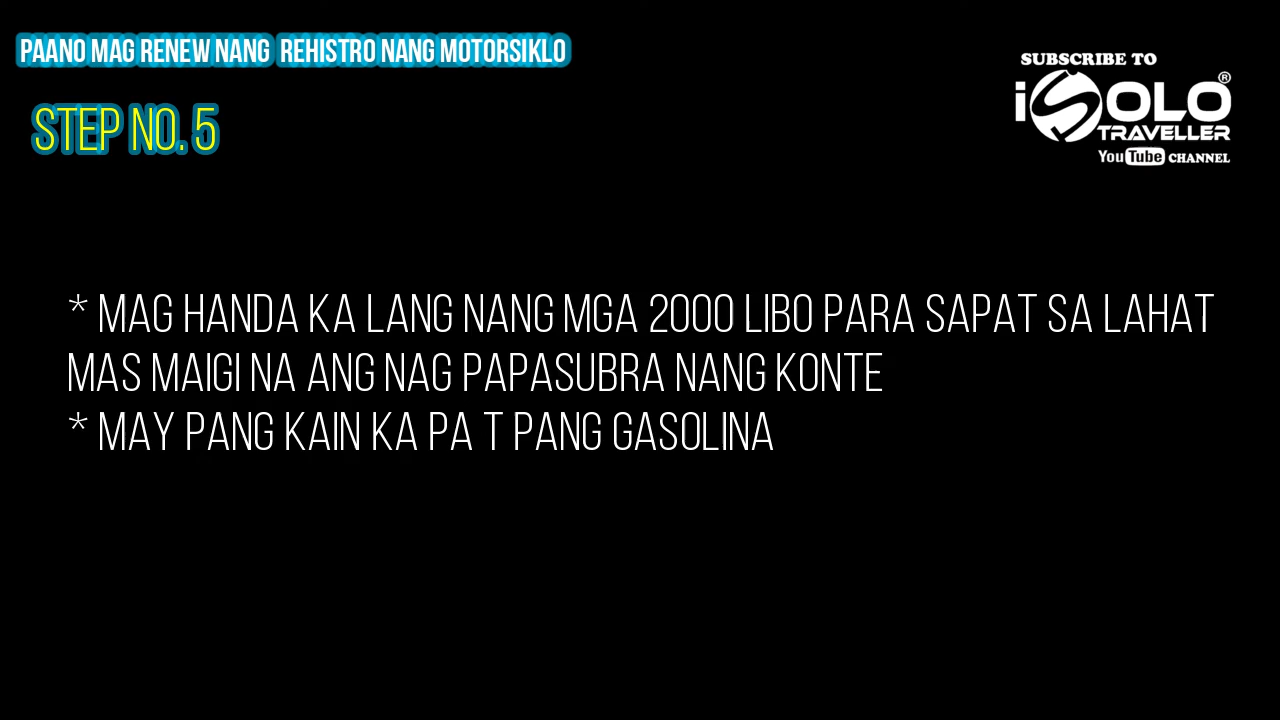 PAANO MAG RENEW NANG REHISTRO NANG MOTORSIKLO
STEP NO. 5
SUBSCRIBE TO
iSOLO®
TRAVELLER
YouTube CHANNEL
* MAG HANDA KA LANG NANG MGA 2000 LIBO PARA SAPAT SA LAHAT
MAS MAIGI NA ANG NAG PAPASUBRA NANG KONTE
* MAY PANG KAIN KA PA T PANG GASOLINA